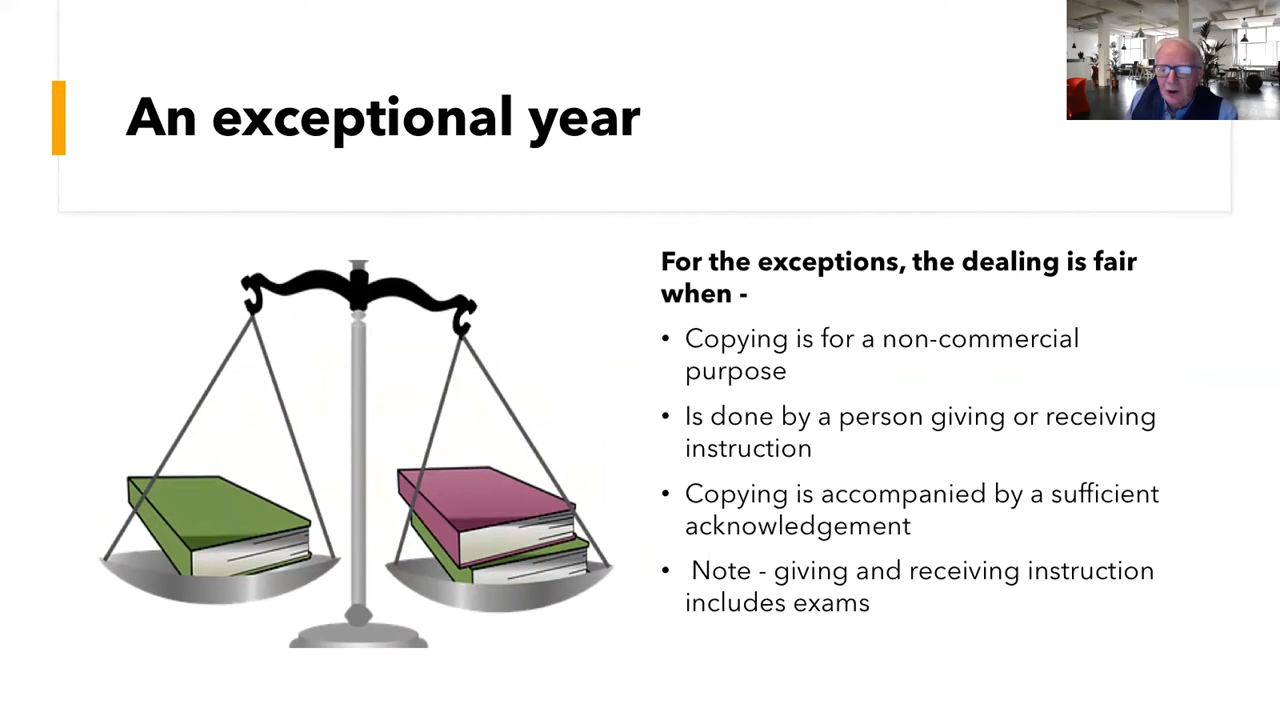 An exceptional year
For the exceptions, the dealing is fair
when -
• Copying is for a non-commercial
purpose
• Is done by a person giving or receiving
instruction
• Copying is accompanied by a sufficient
acknowledgement
• Note - giving and receiving instruction
includes exams